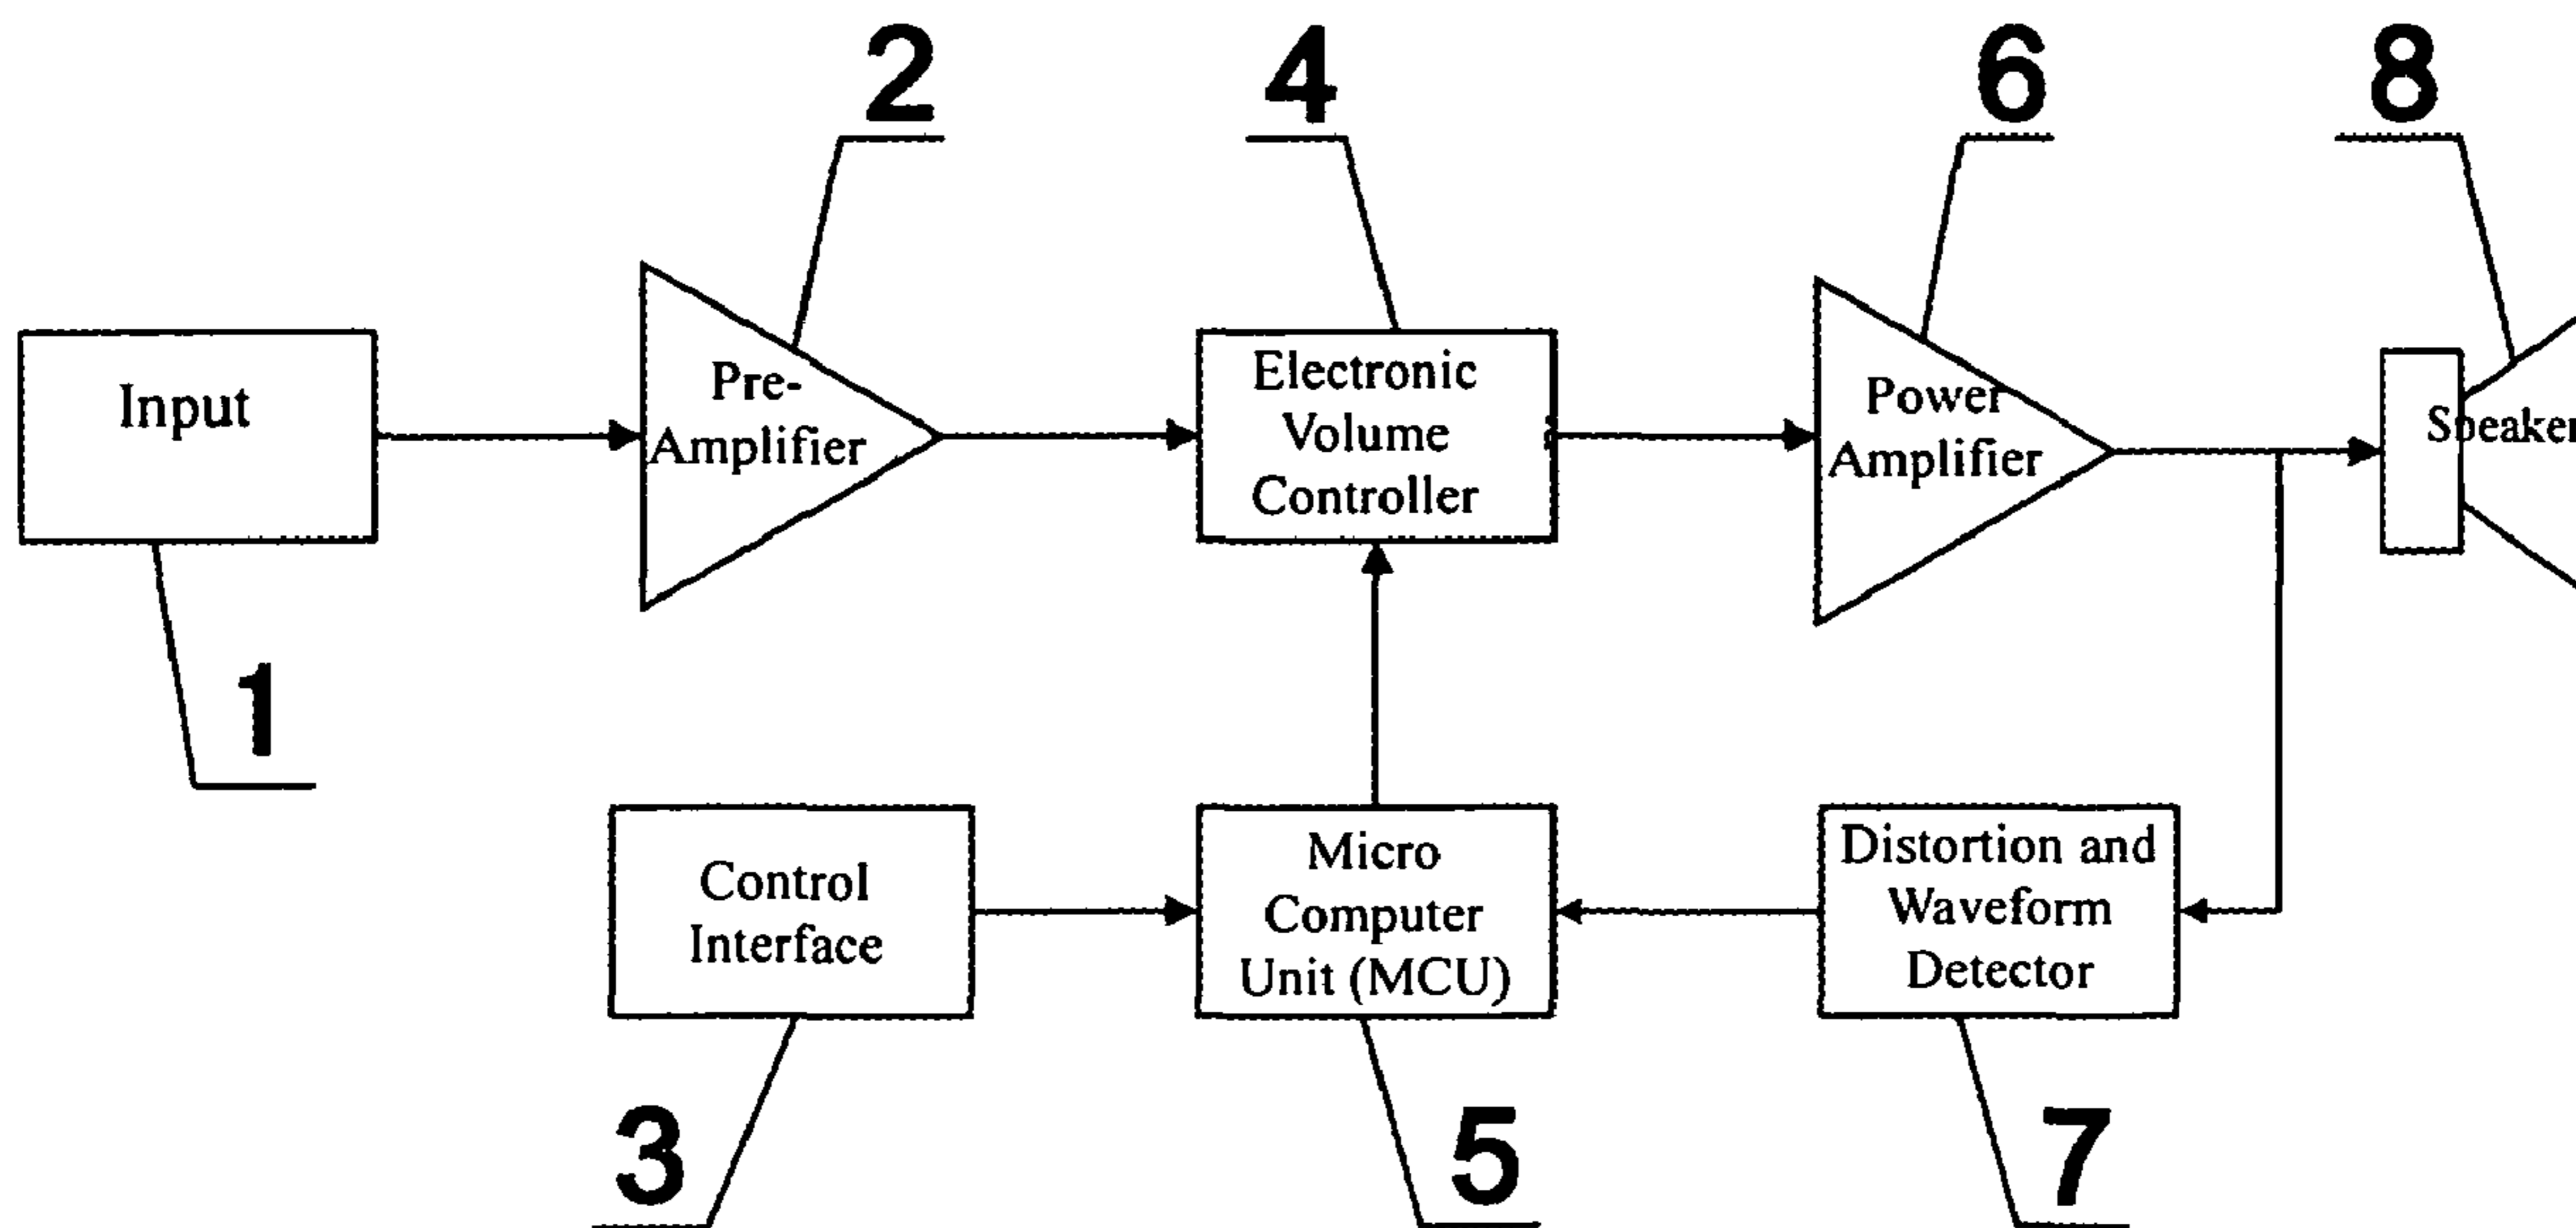 2
4
6
8
Input
Pre-
Amplifier
Electronic
Volume
Controller
Power
Amplifier
Speaker
1
Control
Interface
Micro
Computer
Unit (MCU)
Distortion and
Waveform
Detector
3
5
7